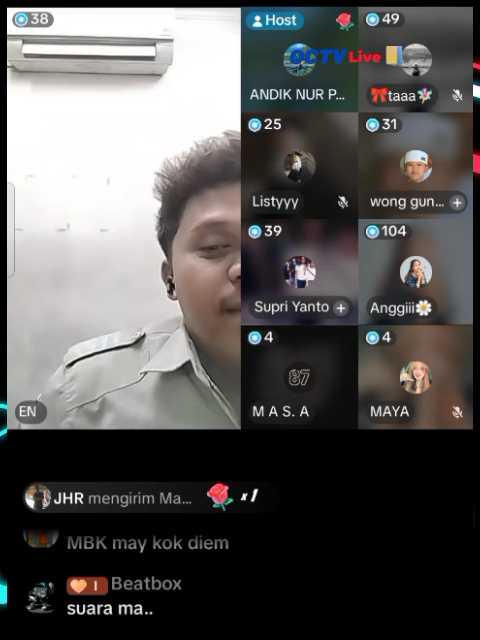 38
Host
49
OCTV Live
ANDIK NUR P...
taaa
25
31
Listyyy
wong gun...
39
104
Supri Yanto
Anggiii
4
4
87
EN
M A S. A
MAYA
JHR mengirim Ma... x1
MBK may kok diem
I Beatbox
suara ma..